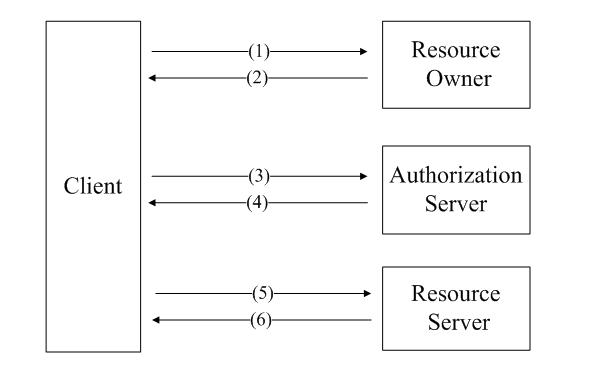 (1)
Resource
Owner
(2)
Client
(3)
Authorization
Server
(4)
(5)
Resource
Server
(6)